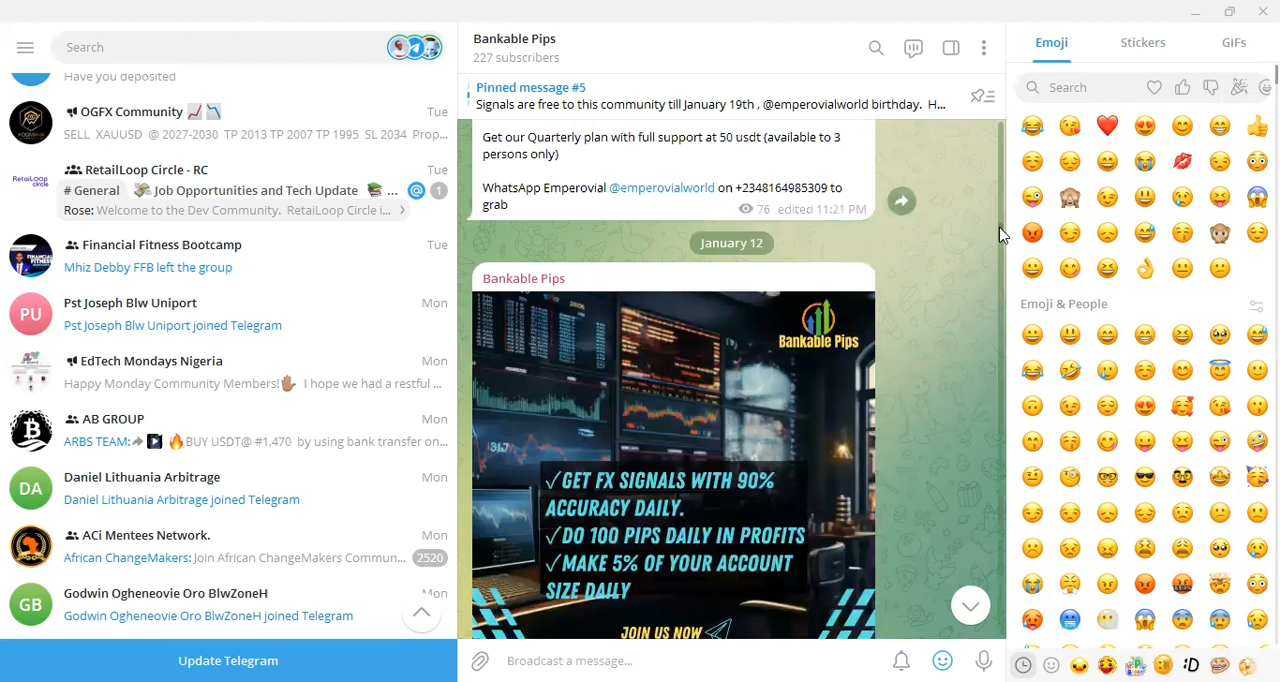 Search
Have you deposited
OGFX Community 📈 📉
Tue
SELL XAUUSD @ 2027-2030 TP 2013 TP 2007 TP 1995 SL 2034 Prop...
RetailLoop Circle - RC
Tue
# General
Job Opportunities and Tech Update 📚 ...
@ 1
Rose: Welcome to the Dev Community. RetaiLoop Circle i...
Financial Fitness Bootcamp
Tue
Mhiz Debby FFB left the group
PU
Pst Joseph Blw Uniport
Mon
Pst Joseph Blw Uniport joined Telegram
EdTech Mondays Nigeria
Mon
Happy Monday Community Members!✋🏽 I hope we had a restful ...
AB GROUP
Mon
ARBS TEAM: 🔥BUY USDT@ #1,470 by using bank transfer on...
DA
Daniel Lithuania Arbitrage
Mon
Daniel Lithuania Arbitrage joined Telegram
ACi Mentees Network.
Mon
African ChangeMakers: Join African ChangeMakers Commun...
2520
GB
Godwin Ogheneovie Oro BlwZoneH
Mon
Godwin Ogheneovie Oro BlwZoneH joined Telegram
Update Telegram
Bankable Pips
227 subscribers
Pinned message #5
Signals are free to this community till January 19th , @emperovialworld birthday. H...
Get our Quarterly plan with full support at 50 usdt (available to 3
persons only)
WhatsApp Emperovial @emperovialworld on +2348164985309 to
grab
76 edited 11:21 PM
January 12
Bankable Pips
Bankable Pips
✓GET FX SIGNALS WITH 90%
ACCURACY DAILY.
✓DO 100 PIPS DAILY IN PROFITS
✓MAKE 5% OF YOUR ACCOUNT
SIZE DAILY
JOIN US NOW
Broadcast a message...
Emoji
Stickers
GIFs
Search
Emoji & People